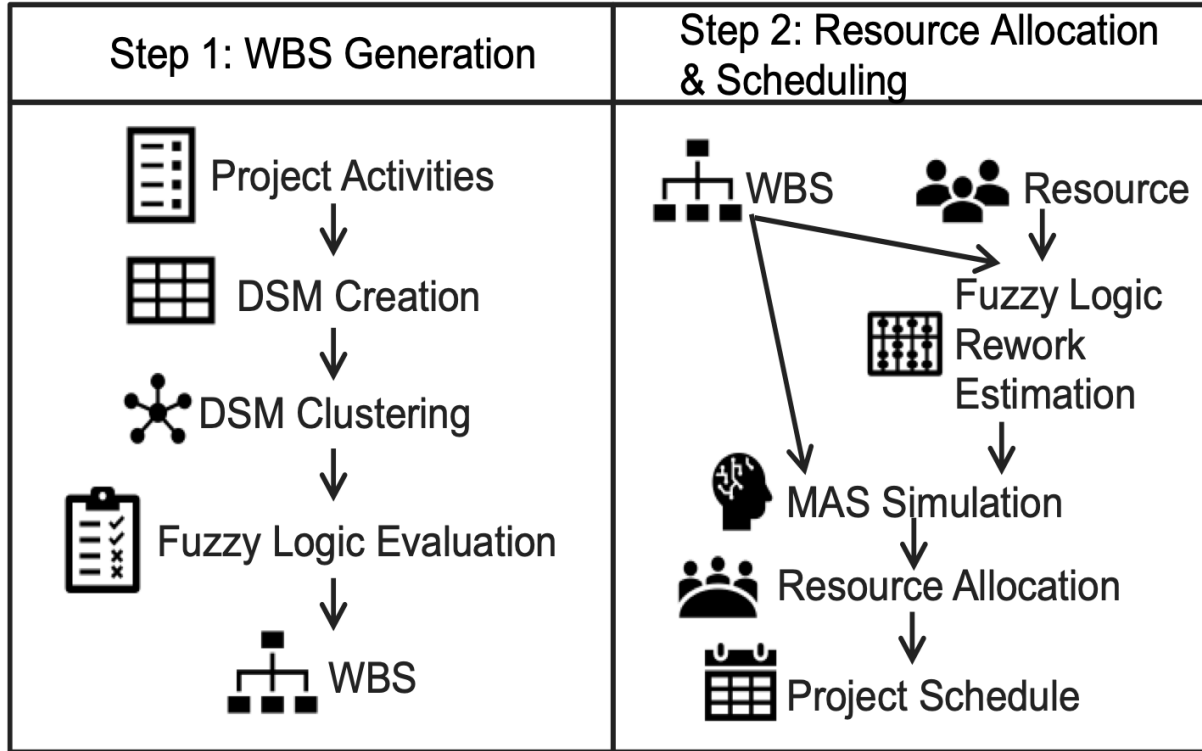 Step 1: WBS Generation
Step 2: Resource Allocation
& Scheduling
Project Activities
DSM Creation
DSM Clustering
Fuzzy Logic Evaluation
WBS
WBS
Resource
Fuzzy Logic
Rework
Estimation
MAS Simulation
Resource Allocation
Project Schedule